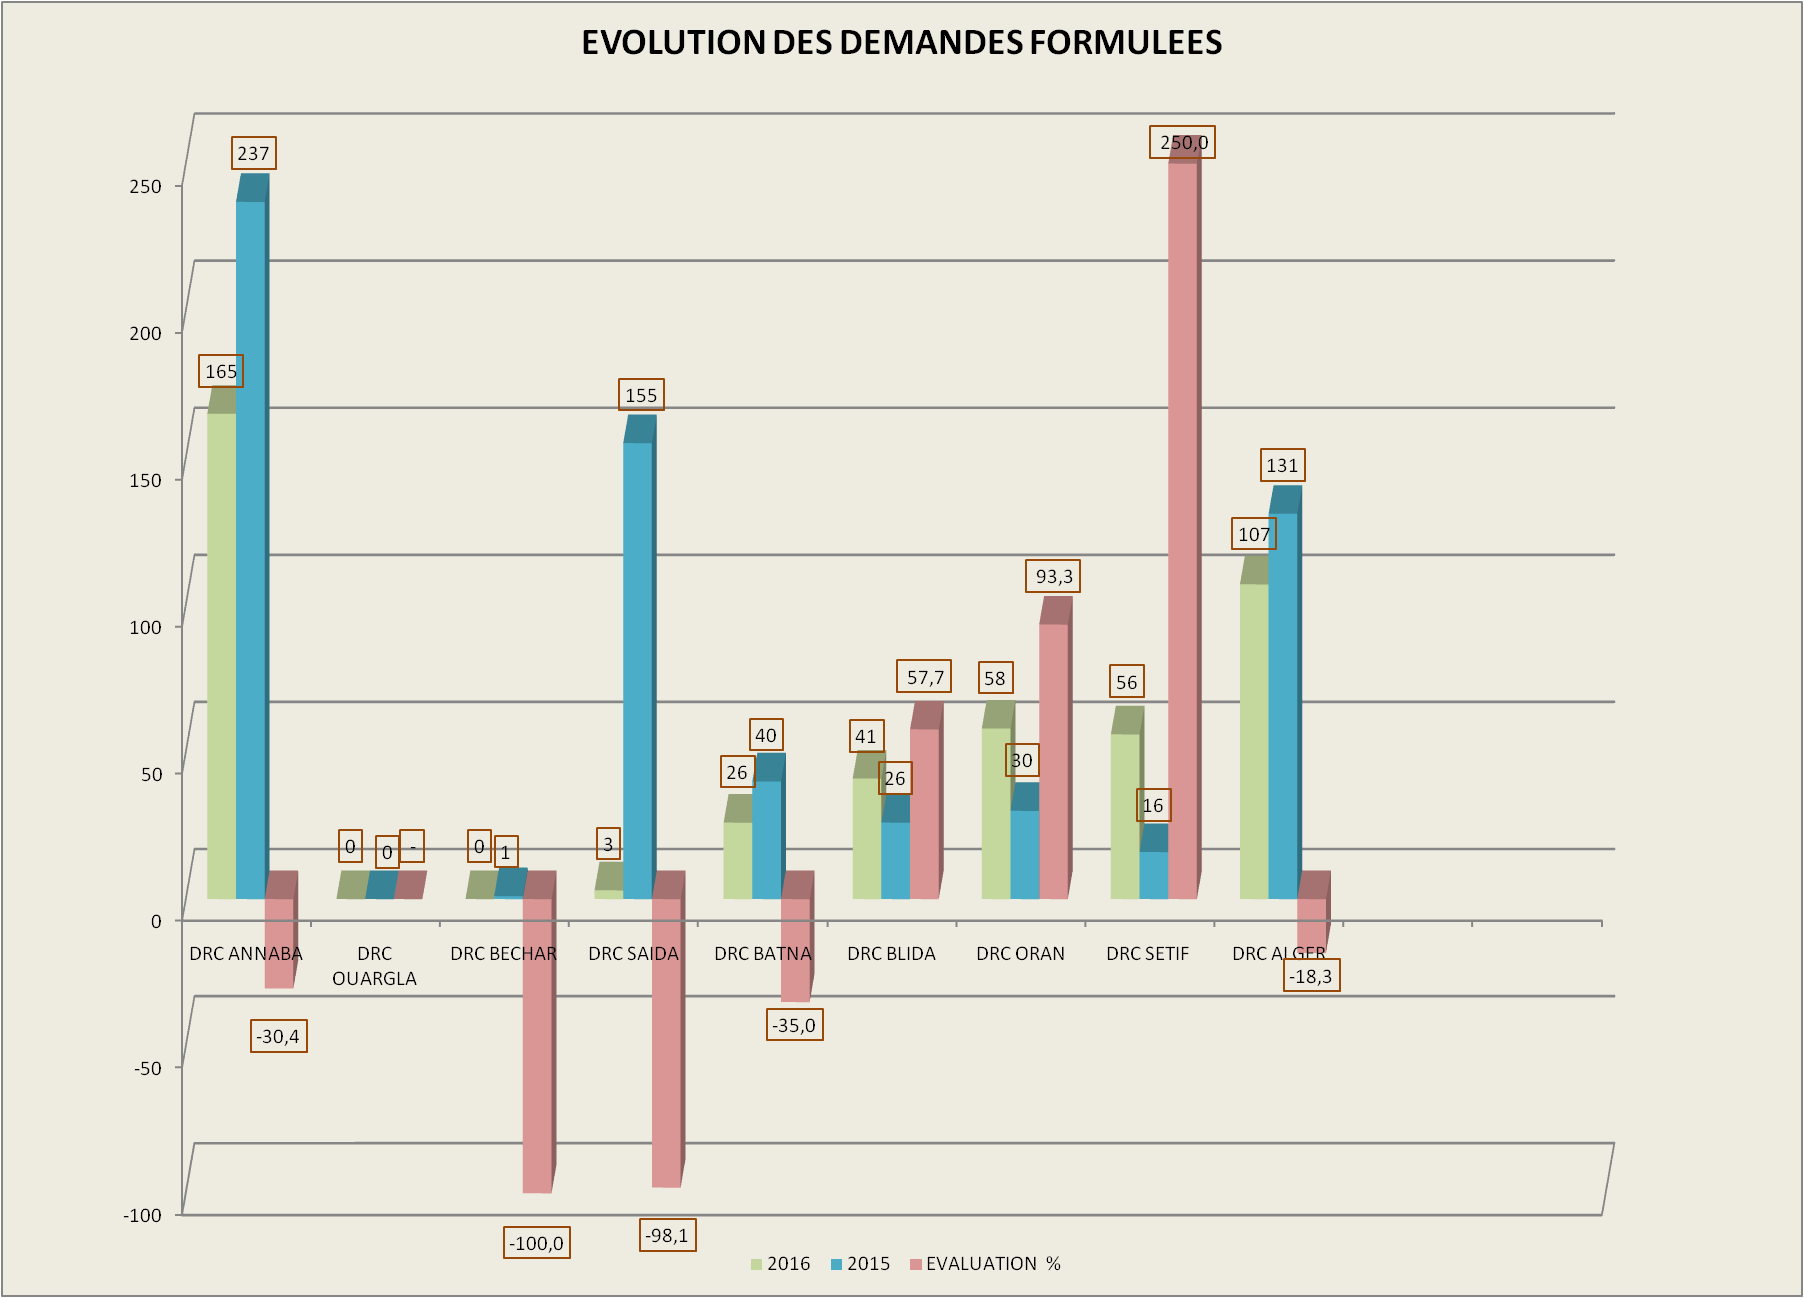 EVOLUTION DES DEMANDES FORMULEES
250
200
150
100
50
0
-50
-100
165
237
-30,4
0
0
-
0
1
-100,0
3
155
-98,1
26
40
-35,0
41
26
57,7
58
30
93,3
56
16
250,0
107
131
-18,3
DRC ANNABA
DRC
OUARGLA
DRC BECHAR
DRC SAIDA
DRC BATNA
DRC BLIDA
DRC ORAN
DRC SETIF
DRC ALGER
2016 2015 EVALUATION %